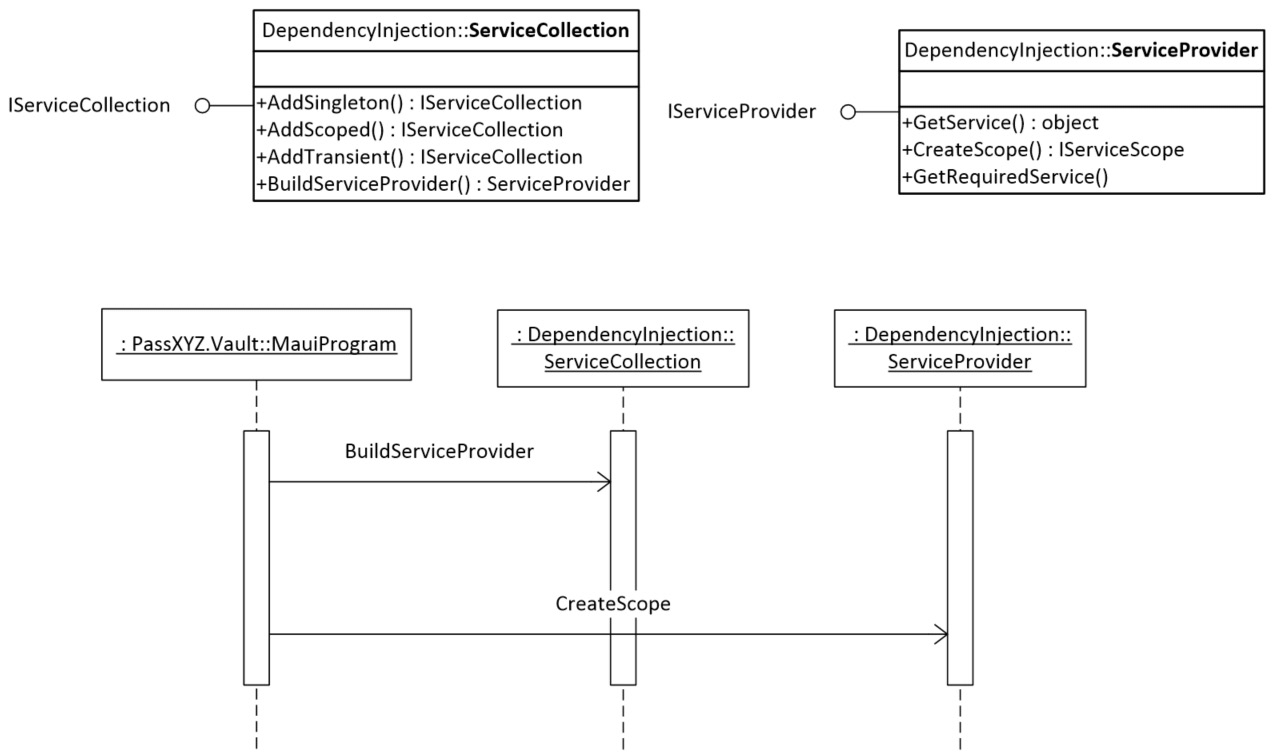 DependencyInjection::ServiceCollection
IServiceCollection
+AddSingleton() : IServiceCollection
+AddScoped() : IServiceCollection
+AddTransient() : IServiceCollection
+BuildServiceProvider() : ServiceProvider
DependencyInjection::ServiceProvider
IServiceProvider
+GetService() : object
+CreateScope() : IServiceScope
+GetRequiredService()
: PassXYZ.Vault::MauiProgram
: DependencyInjection::
ServiceCollection
: DependencyInjection::
ServiceProvider
BuildServiceProvider
CreateScope